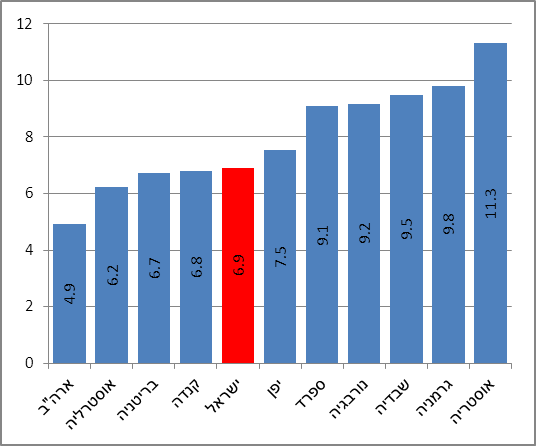 12
10
8
6
4
2
0
4.9
6.2
6.7
6.8
6.9
7.5
9.1
9.2
9.5
9.8
11.3
ארה"ב
אוסטרליה
בריטניה
קנדה
ישראל
יפן
ספרד
נורבגיה
שבדיה
גרמניה
אוסטריה